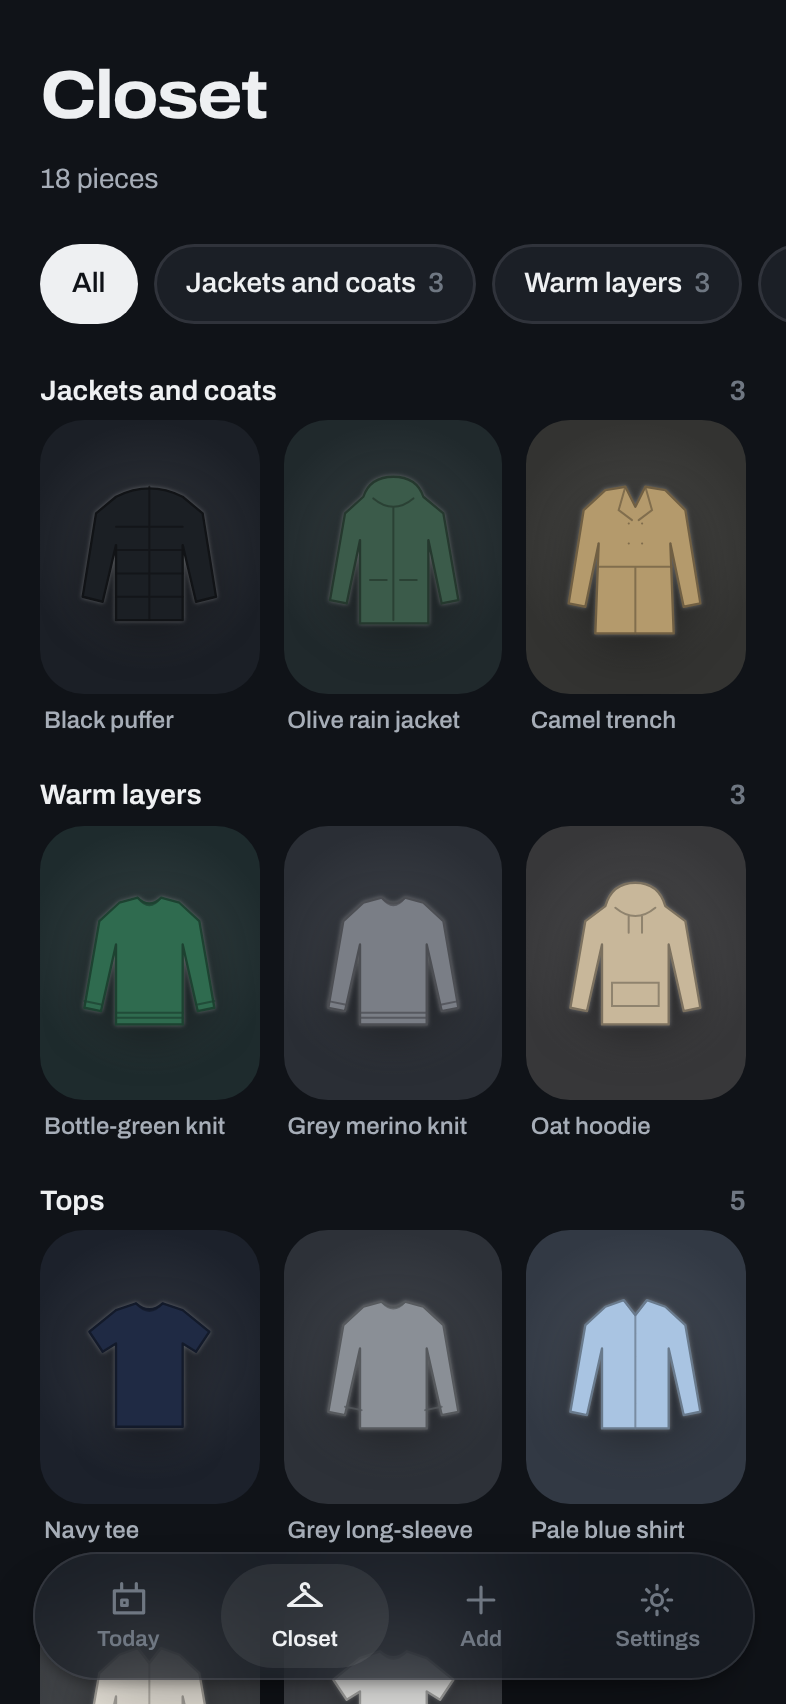 Closet
18 pieces
All Jackets and coats 3 Warm layers 3
Jackets and coats 3
Black puffer Olive rain jacket Camel trench
Warm layers 3
Bottle-green knit Grey merino knit Oat hoodie
Tops 5
Navy tee Grey long-sleeve Pale blue shirt
Today Closet Add Settings